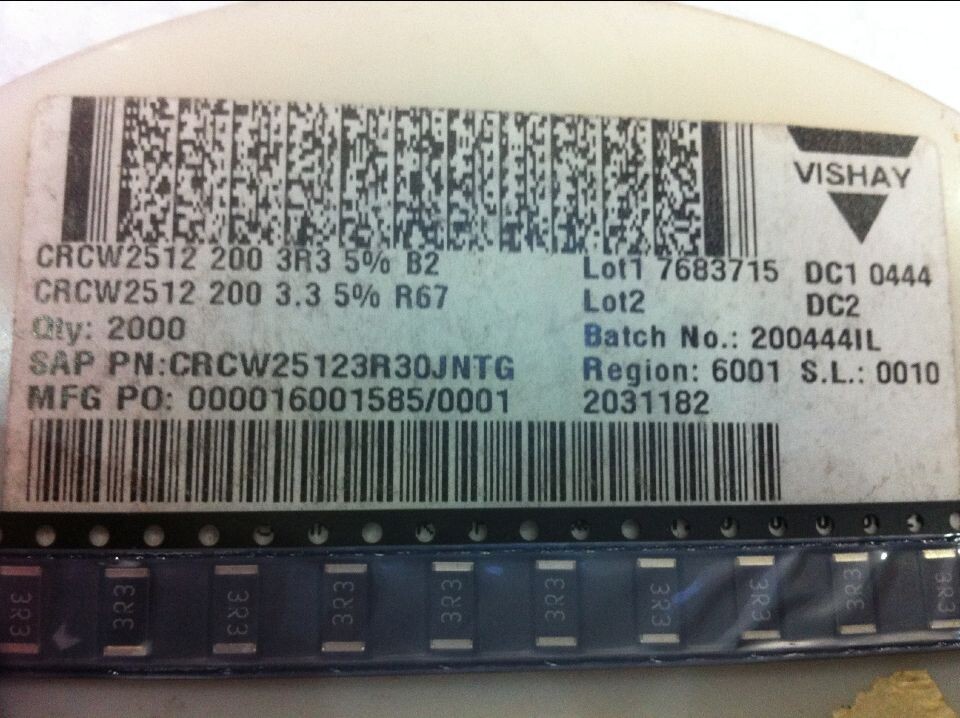 VISHAY
CRCW2512 200 3R3 5% B2
CRCW2512 200 3.3 5% R67
Qty: 2000
SAP PN:CRCW25123R30JNTG
MFG PO: 000016001585/0001
Lot1 7683715 DC1 0444
Lot2 DC2
Batch No.: 200444IL
Region: 6001 S.L.: 0010
2031182
3R3
3R3
3R3
3R3
3R3
3R3
3R3
3R3
3R3
3R3